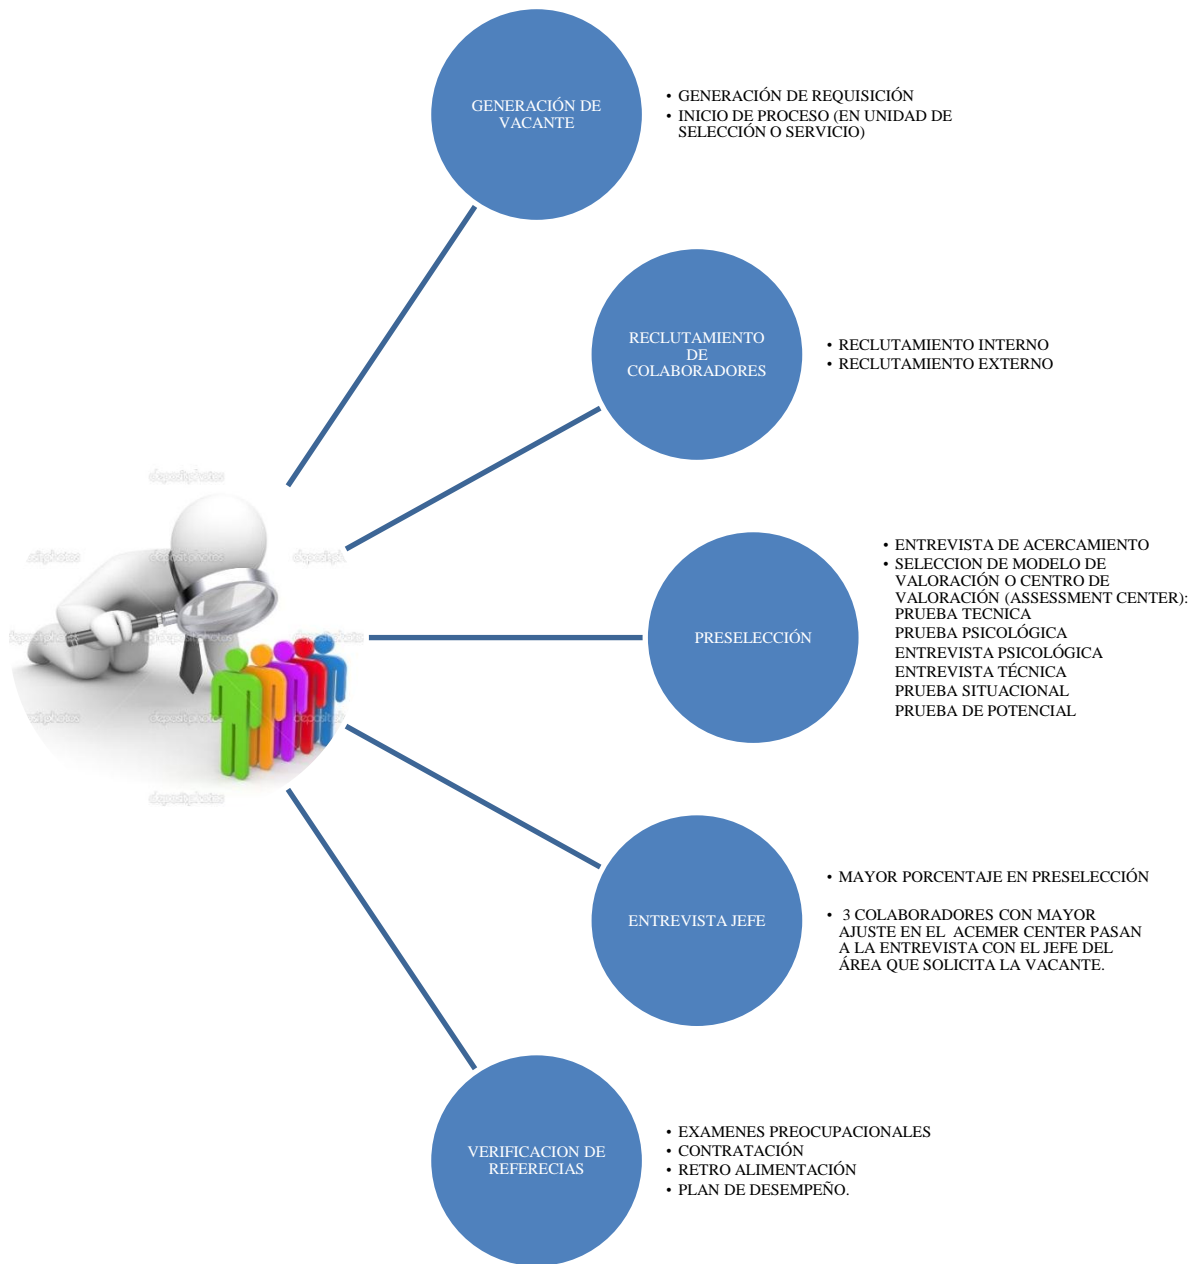 GENERACIÓN DE
VACANTE
• GENERACIÓN DE REQUISICIÓN
• INICIO DE PROCESO (EN UNIDAD DE
SELECCIÓN O SERVICIO)
RECLUTAMIENTO
DE
COLABORADORES
• RECLUTAMIENTO INTERNO
• RECLUTAMIENTO EXTERNO
depositphotos
depositphotos
PRESELECCIÓN
• ENTREVISTA DE ACERCAMIENTO
• SELECCION DE MODELO DE
VALORACIÓN O CENTRO DE
VALORACIÓN (ASSESSMENT CENTER):
PRUEBA TECNICA
PRUEBA PSICOLÓGICA
ENTREVISTA PSICOLÓGICA
ENTREVISTA TÉCNICA
PRUEBA SITUACIONAL
PRUEBA DE POTENCIAL
depositphotos
ENTREVISTA JEFE
• MAYOR PORCENTAJE EN PRESELECCIÓN
• 3 COLABORADORES CON MAYOR
AJUSTE EN EL ACEMER CENTER PASAN
A LA ENTREVISTA CON EL JEFE DEL
ÁREA QUE SOLICITA LA VACANTE.
VERIFICACION DE
REFERECIAS
• EXAMENES PREOCUPACIONALES
• CONTRATACIÓN
• RETRO ALIMENTACIÓN
• PLAN DE DESEMPEÑO.